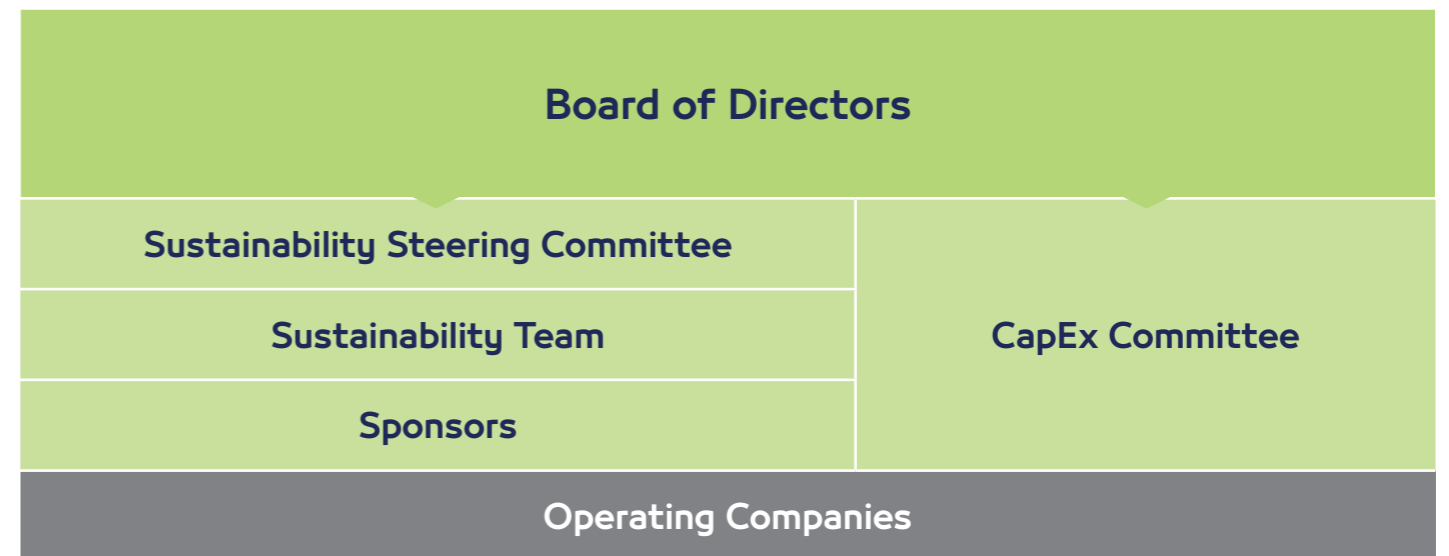 Board of Directors
Sustainability Steering Committee
Sustainability Team
Sponsors
CapEx Committee
Operating Companies